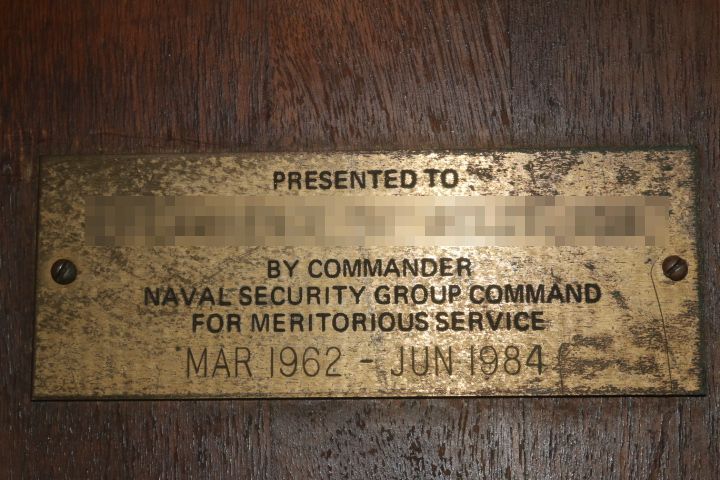 PRESENTED TO
BY COMMANDER
NAVAL SECURITY GROUP COMMAND
FOR MERITORIOUS SERVICE
MAR 1962 - JUN 1984